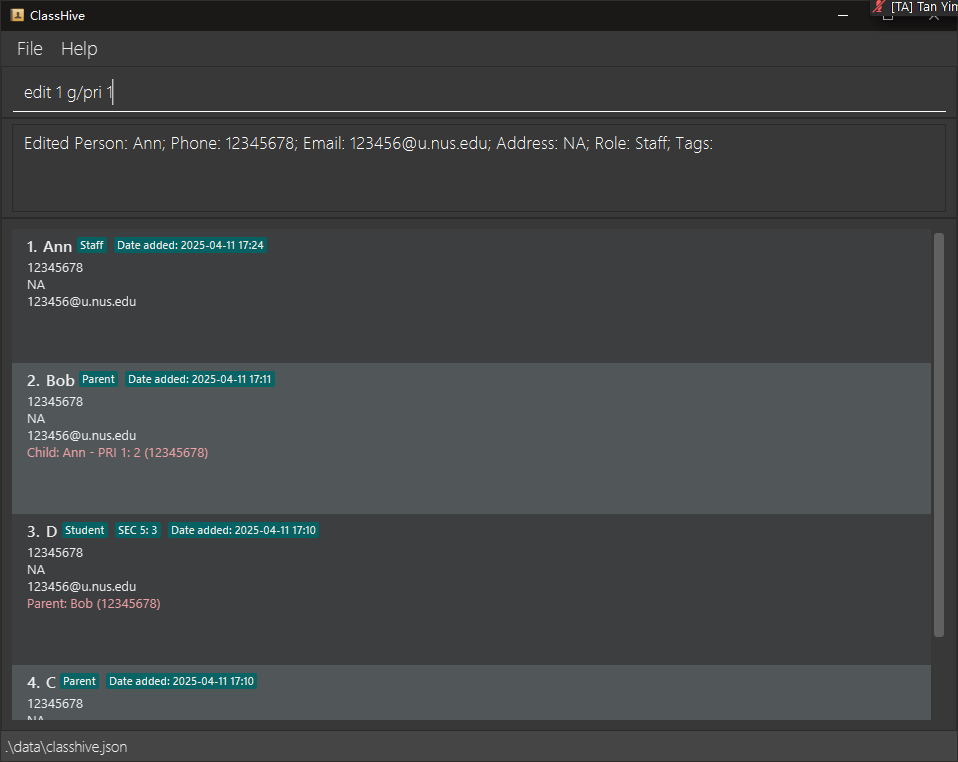 ClassHive
[TA] Tan Yim
File Help
edit 1 g/pri 1
Edited Person: Ann; Phone: 12345678; Email: 123456@u.nus.edu; Address: NA; Role: Staff; Tags:
1. Ann Staff Date added: 2025-04-11 17:24
12345678
NA
123456@u.nus.edu
2. Bob Parent Date added: 2025-04-11 17:11
12345678
NA
123456@u.nus.edu
Child: Ann - PRI 1: 2 (12345678)
3. D Student SEC 5: 3 Date added: 2025-04-11 17:10
12345678
NA
123456@u.nus.edu
Parent: Bob (12345678)
4. C Parent Date added: 2025-04-11 17:10
12345678
NA
.\data\classhive.json